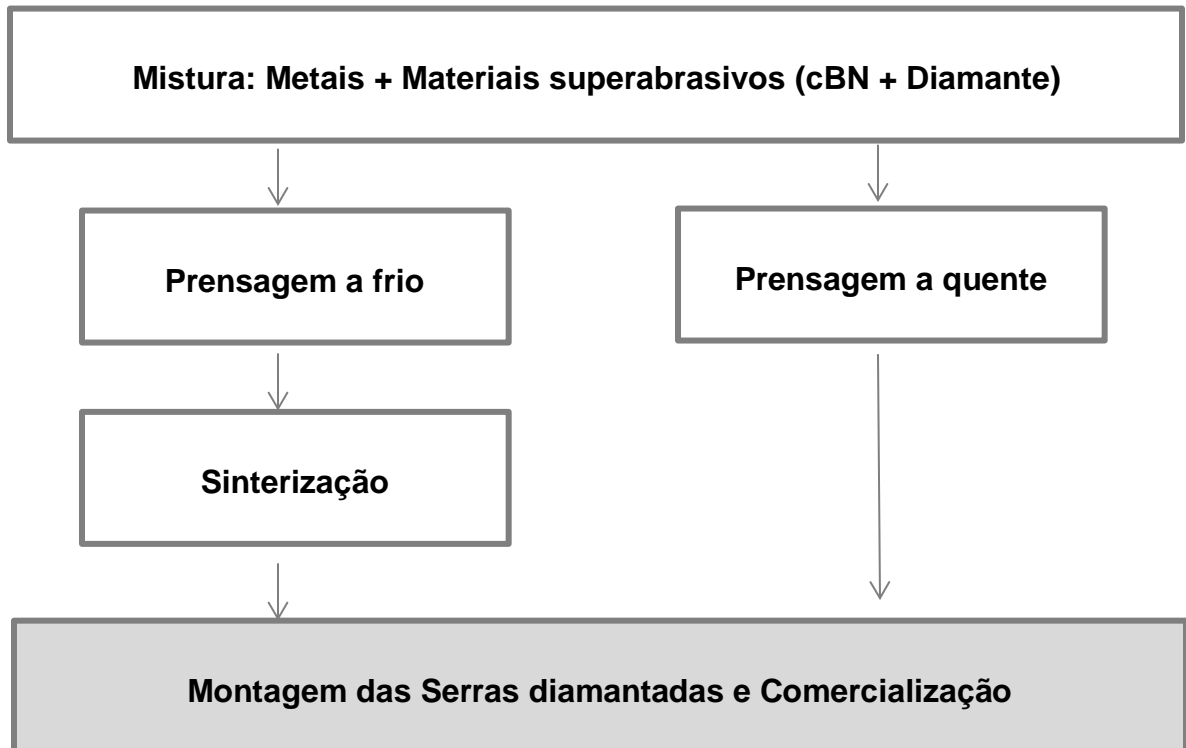 Mistura: Metais + Materiais superabrasivos (cBN + Diamante)
Prensagem a frio
Prensagem a quente
Sinterização
Montagem das Serras diamantadas e Comercialização